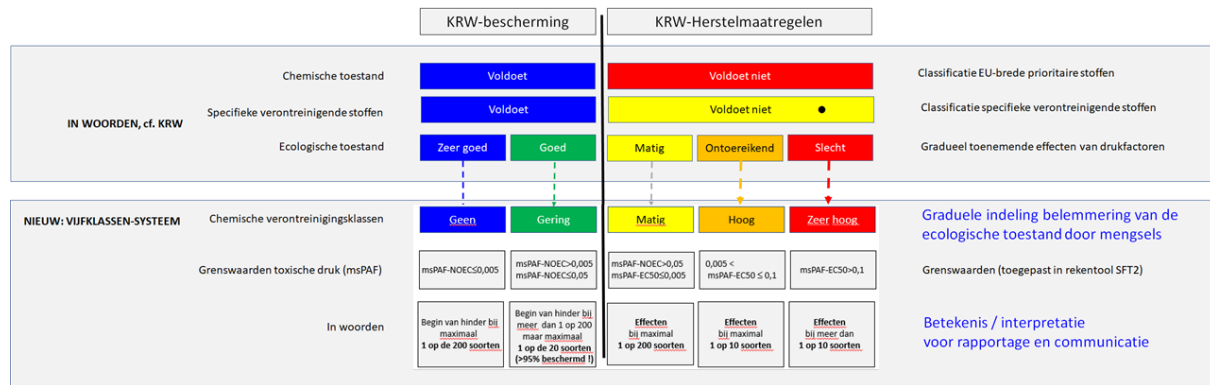 KRW-bescherming
KRW-Herstelmaatregelen
Chemische toestand
Voldoet
Voldoet niet
Classificatie EU-brede prioritaire stoffen
Specifieke verontreinigende stoffen
Voldoet
Voldoet niet
Classificatie specifieke verontreinigende stoffen
IN WOORDEN, cf. KRW
Ecologische toestand
Zeer goed
Goed
Matig
Ontoereikend
Slecht
Gradueel toenemende effecten van drukfactoren
NIEUW: VIJFKLASSEN-SYSTEEM
Chemische verontreinigingsklassen
Geen
Gering
Matig
Hoog
Zeer hoog
Graduele indeling belemmering van de
ecologische toestand door mengsels
Grenswaarden toxische druk (msPAF)
msPAF-NOEC≤0,005
msPAF-NOEC>0,005
msPAF-NOEC≤0,05
msPAF-NOEC>0,05
msPAF-EC50≤0,005
0,005 <
msPAF-EC50 ≤ 0,1
msPAF-EC50>0,1
Grenswaarden (toegepast in rekentool SFT2)
In woorden
Begin van hinder bij
maximaal
1 op de 200 soorten
Begin van hinder bij
meer dan 1 op 200
maar maximaal
1 op de 20 soorten
(>95% beschermd !)
Effecten
bij maximal
1 op 200 soorten
Effecten
bij maximal
1 op 10 soorten
Effecten
bij meer dan
1 op 10 soorten
Betekenis / interpretatie
voor rapportage en communicatie